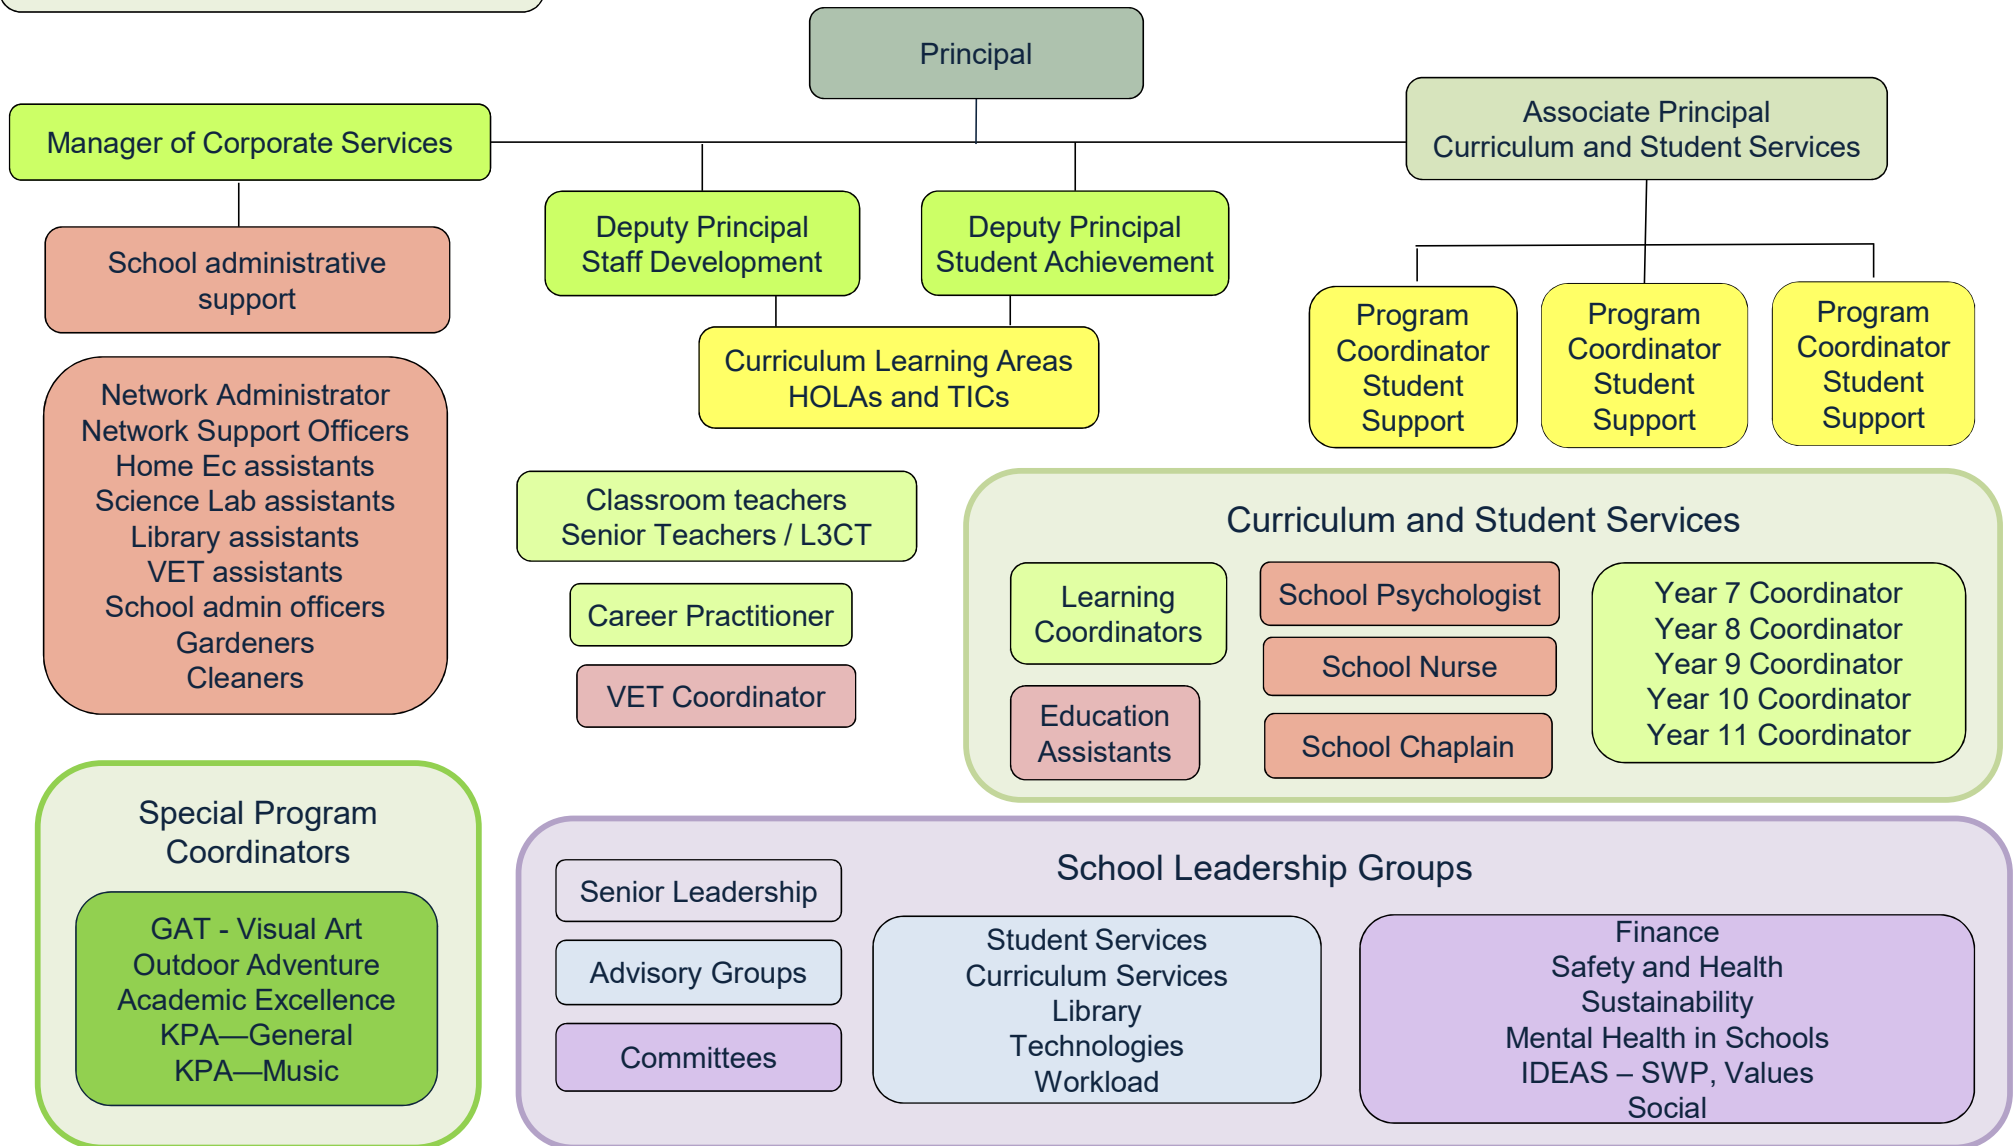 Principal
Manager of Corporate Services
Associate Principal
Curriculum and Student Services
Deputy Principal
Staff Development
Deputy Principal
Student Achievement
School administrative
support
Curriculum Learning Areas
HOLAs and TICs
Program
Coordinator
Student
Support
Program
Coordinator
Student
Support
Program
Coordinator
Student
Support
Network Administrator
Network Support Officers
Home Ec assistants
Science Lab assistants
Library assistants
VET assistants
School admin officers
Gardeners
Cleaners
Classroom teachers
Senior Teachers / L3CT
Career Practitioner
VET Coordinator
Curriculum and Student Services
Learning
Coordinators
Education
Assistants
School Psychologist
School Nurse
School Chaplain
Year 7 Coordinator
Year 8 Coordinator
Year 9 Coordinator
Year 10 Coordinator
Year 11 Coordinator
Special Program
Coordinators
GAT - Visual Art
Outdoor Adventure
Academic Excellence
KPA—General
KPA—Music
School Leadership Groups
Senior Leadership
Advisory Groups
Committees
Student Services
Curriculum Services
Library
Technologies
Workload
Finance
Safety and Health
Sustainability
Mental Health in Schools
IDEAS – SWP, Values
Social